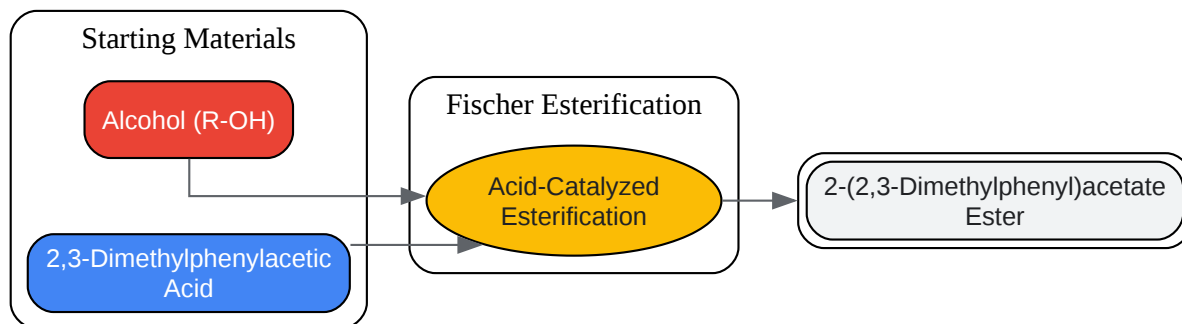 Starting Materials
Alcohol (R-OH)
2,3-Dimethylphenylacetic
Acid
Fischer Esterification
Acid-Catalyzed
Esterification
2-(2,3-Dimethylphenyl)acetate
Ester